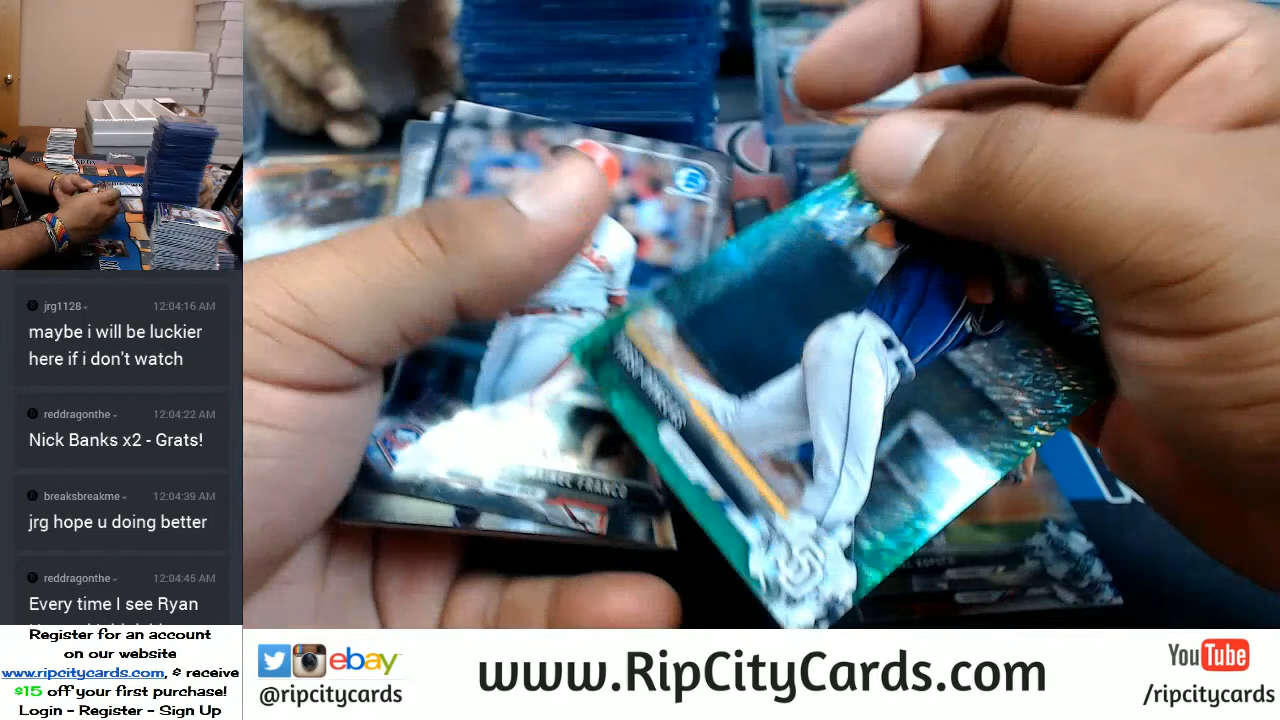 jrg1128
12:04:16 AM
maybe i will be luckier
here if i don't watch
reddragonthe
12:04:22 AM
Nick Banks x2 - Grats!
breaksbreakme
12:04:39 AM
jrg hope u doing better
reddragonthe
12:04:45 AM
Every time I see Ryan
Register for an account
on our website
www.ripcitycards.com, & receive
$15 off your first purchase!
Login - Register - Sign Up
ebay
@ripcitycards
www.RipCityCards.com
YouTube
/ripcitycards
FRANCO
B